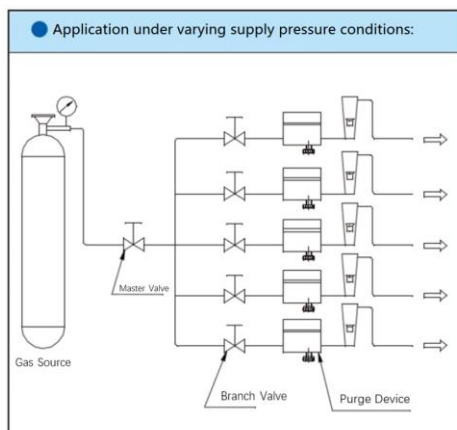 Application under varying supply pressure conditions:
Master Valve
Gas Source
Branch Valve
Purge Device